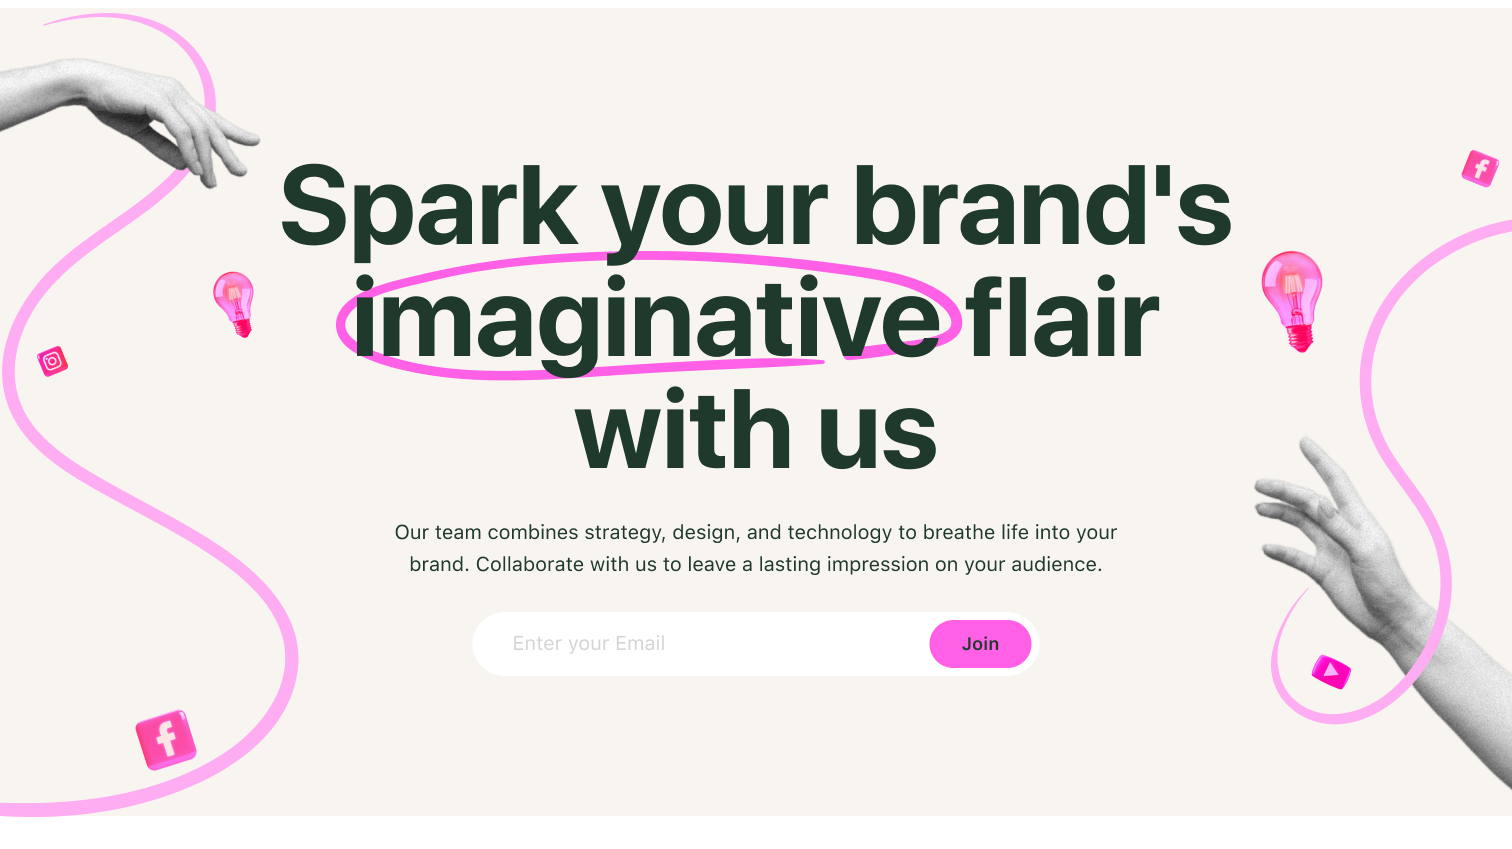 Spark your brand's
imaginative flair
with us
Our team combines strategy, design, and technology to breathe life into your
brand. Collaborate with us to leave a lasting impression on your audience.
Enter your Email
Join